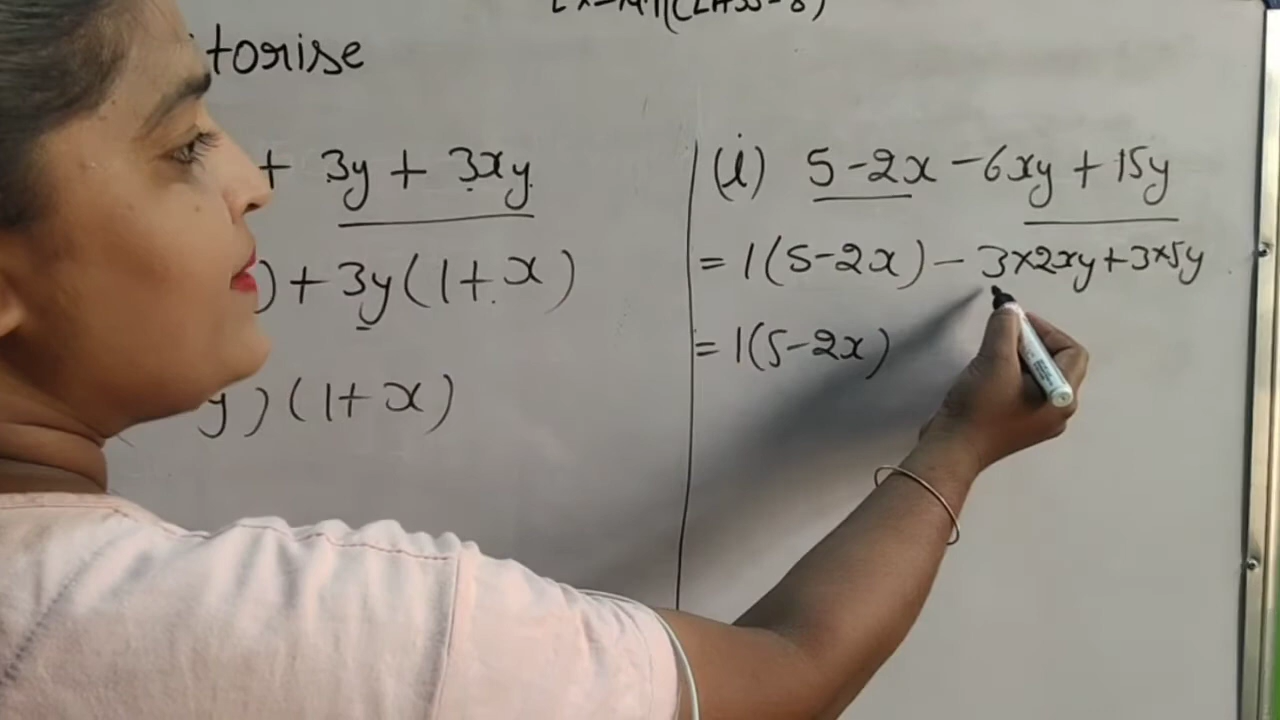 torise
+ 3y + 3xy
) + 3y(1+x)
y)(1+x)
(i) 5-2x-6xy+15y
= 1(5-2x)-3×2xy+3×5y
= 1(5-2x)